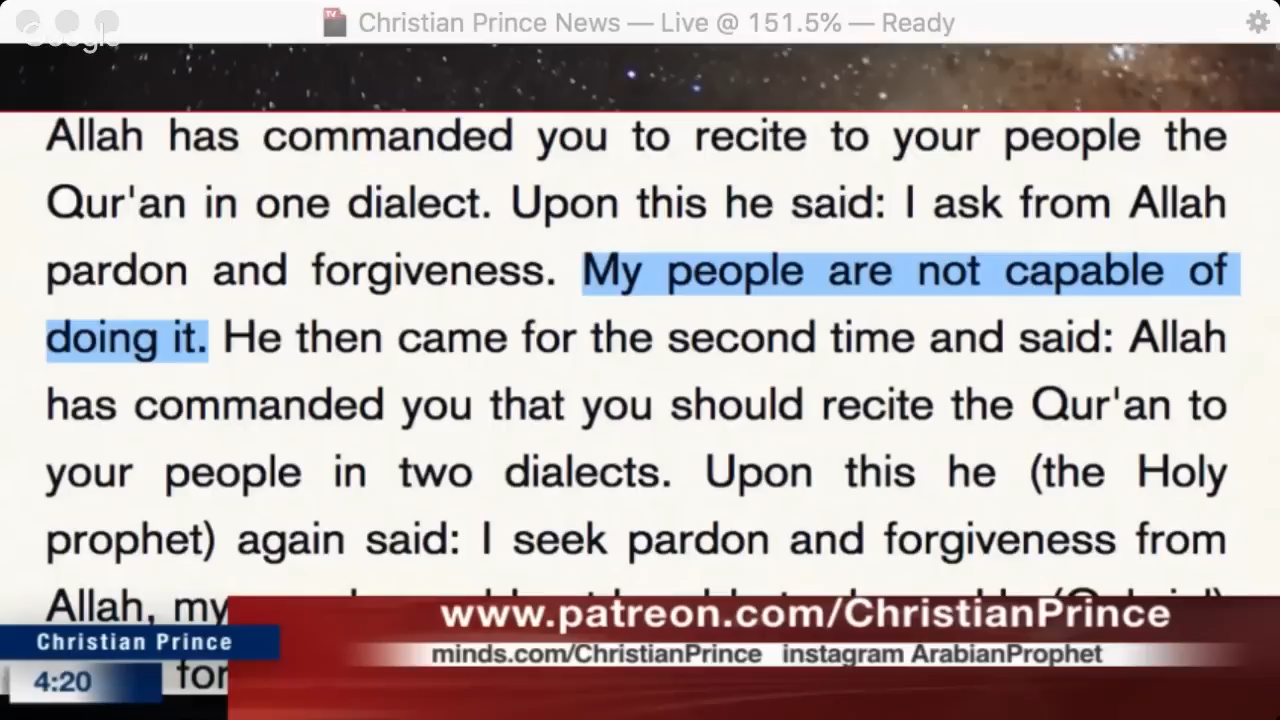 Christian Prince News — Live @ 151.5% — Ready
Google
Allah has commanded you to recite to your people the
Qur'an in one dialect. Upon this he said: I ask from Allah
pardon and forgiveness. My people are not capable of
doing it. He then came for the second time and said: Allah
has commanded you that you should recite the Qur'an to
your people in two dialects. Upon this he (the Holy
prophet) again said: I seek pardon and forgiveness from
Allah, my
for
www.patreon.com/ChristianPrince
Christian Prince
minds.com/ChristianPrince instagram ArabianProphet
4:20